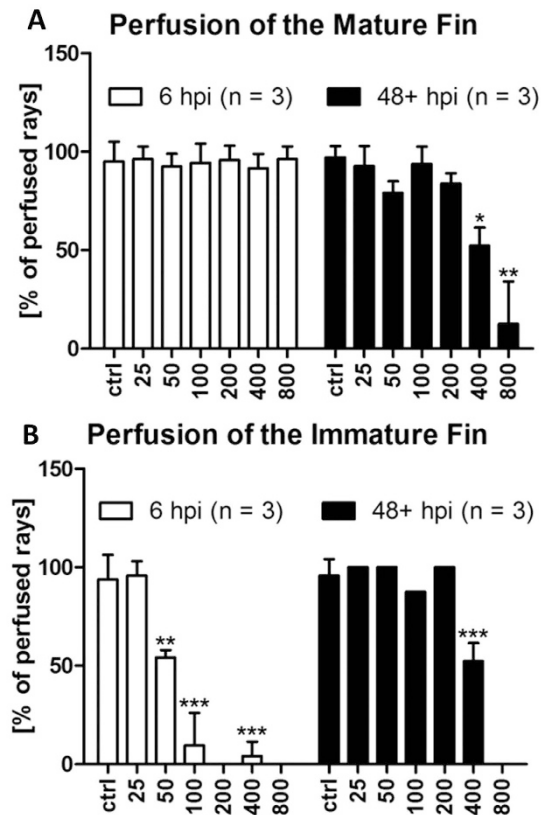 A Perfusion of the Mature Fin
[% of perfused rays]
150
6 hpi (n = 3) 48+ hpi (n = 3)
100
*
50
**
0
ctrl 25 50 100 200 400 800 ctrl 25 50 100 200 400 800
B Perfusion of the Immature Fin
[% of perfused rays]
150
6 hpi (n = 3) 48+ hpi (n = 3)
100
** ***
50
*** ***
0
ctrl 25 50 100 200 400 800 ctrl 25 50 100 200 400 800